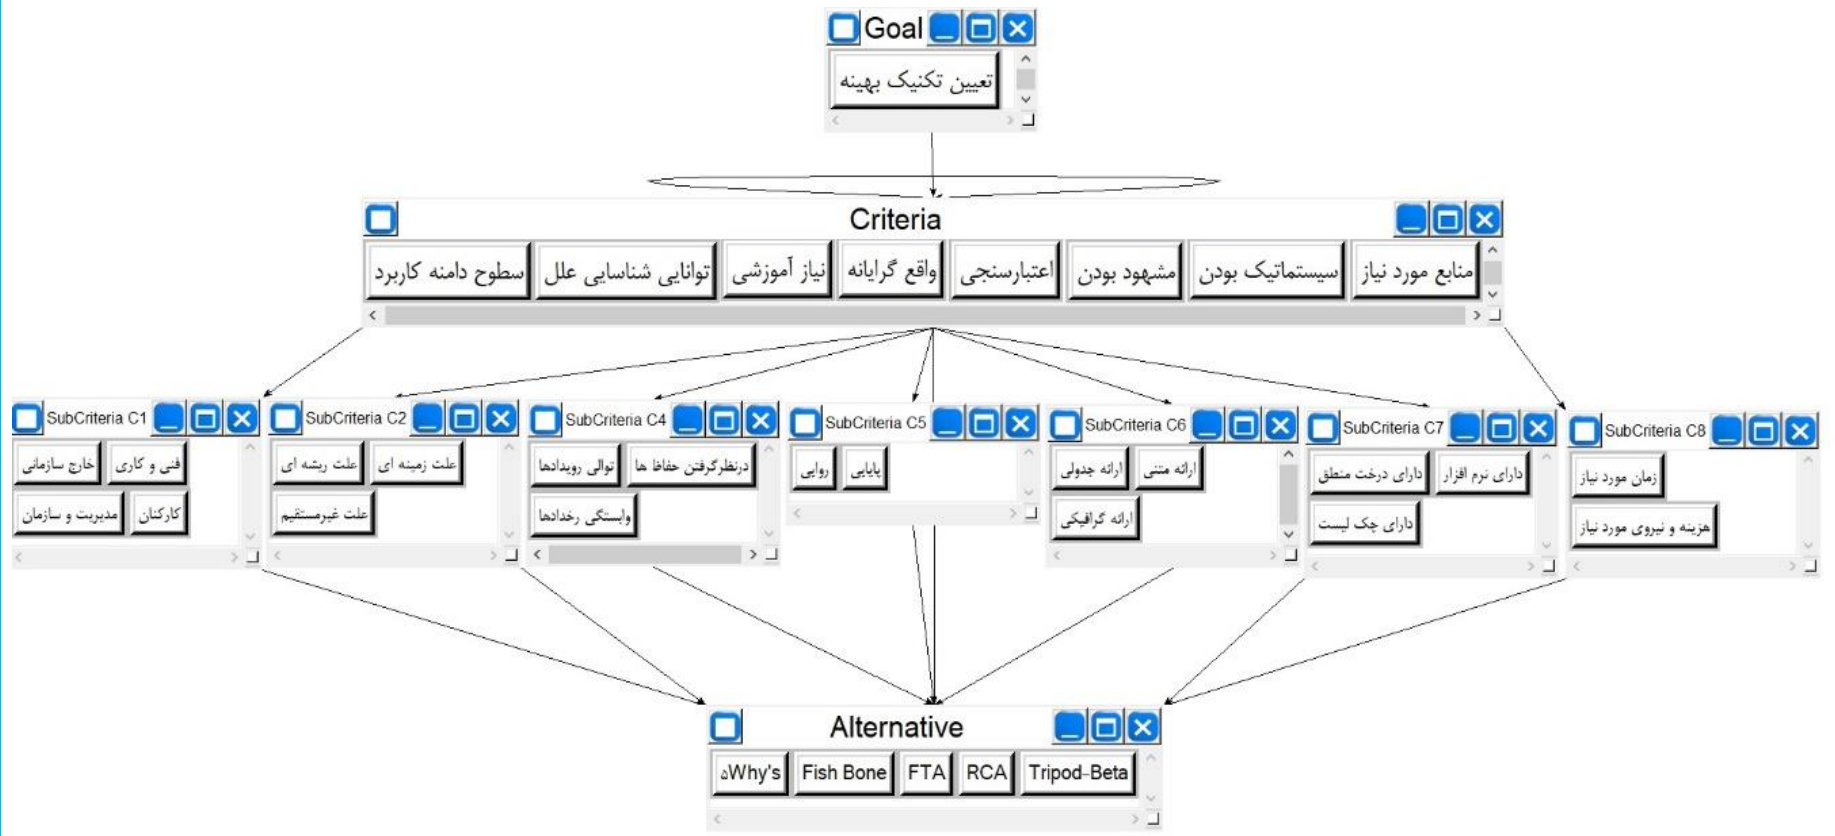 Goal
تعیین تکنیک بهینه
Criteria
سطوح دامنه کاربرد توانایی شناسایی علل نیاز آموزشی واقع گرایانه اعتبارسنجی مشهود بودن سیستماتیک بودن منابع مورد نیاز
SubCriteria C1
خارج سازمانی فنی و کاری
مدیریت و سازمان کارکنان
SubCriteria C2
علت ریشه ای علت زمینه ای
علت غیرمستقیم
SubCriteria C4
توالی رویدادها درنظرگرفتن حفاظ ها
وابستگی رخدادها
SubCriteria C5
روایی پایایی
SubCriteria C6
ارائه جدولی ارائه متنی
ارائه گرافیکی
SubCriteria C7
دارای درخت منطق دارای نرم افزار
دارای چک لیست
SubCriteria C8
زمان مورد نیاز
هزینه و نیروی مورد نیاز
Alternative
۵Why's Fish Bone FTA RCA Tripod-Beta